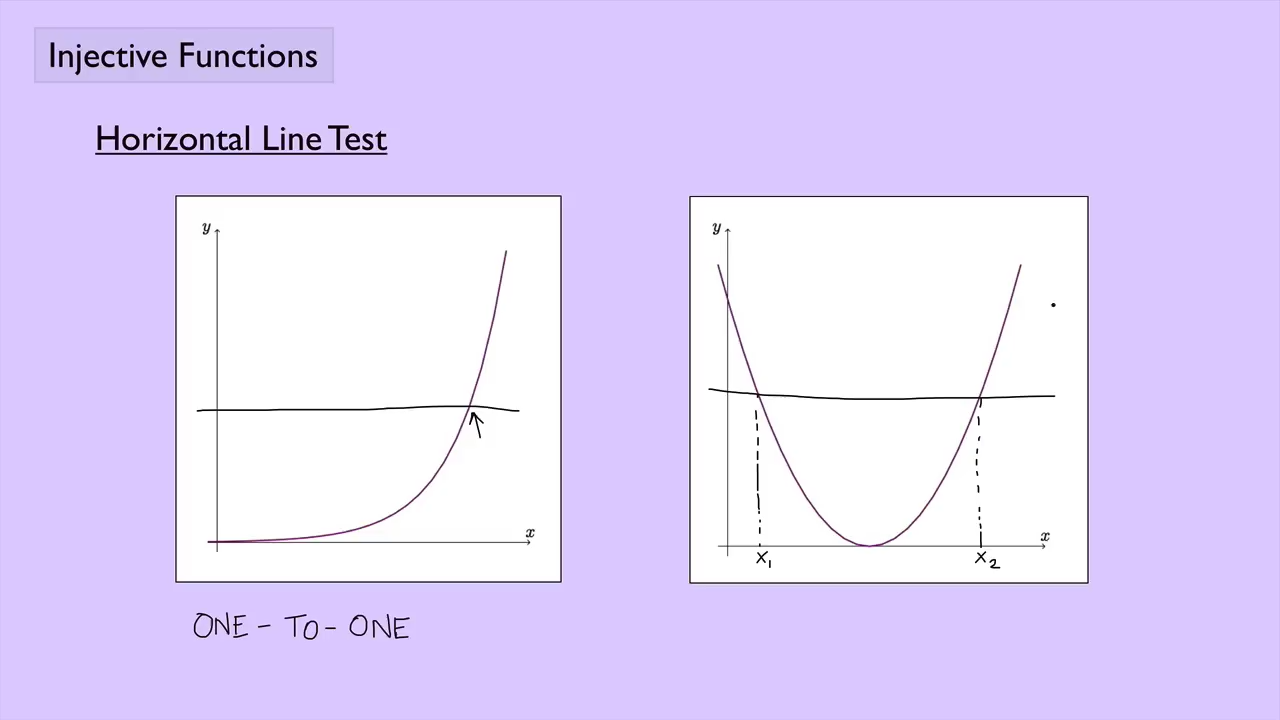 Injective Functions
Horizontal Line Test
y
x
y
x
x₁
x₂
ONE - TO - ONE